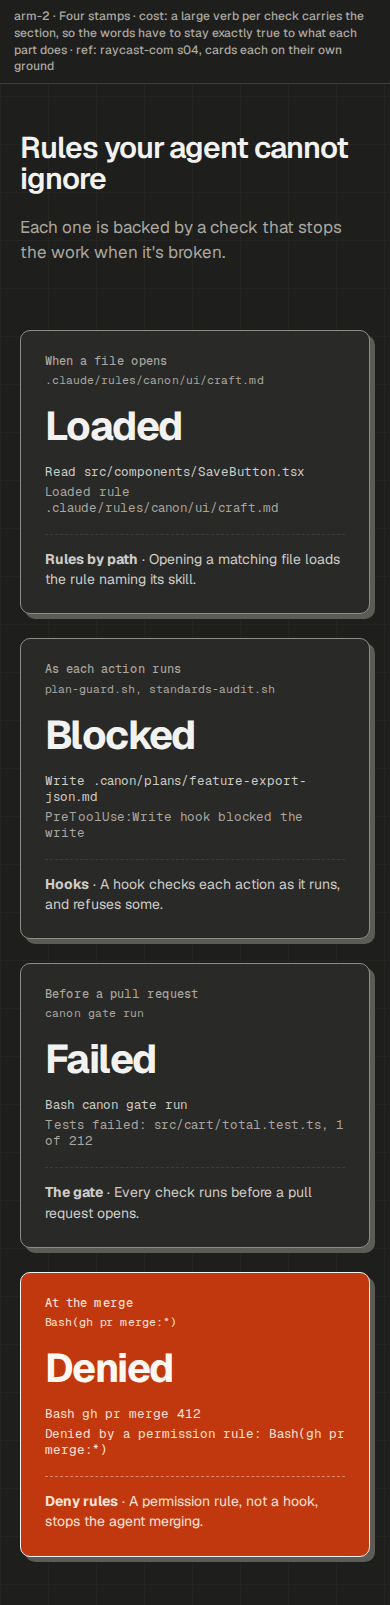 arm-2 · Four stamps · cost: a large verb per check carries the
section, so the words have to stay exactly true to what each
part does · ref: raycast-com s04, cards each on their own
ground
Rules your agent cannot
ignore
Each one is backed by a check that stops
the work when it's broken.
When a file opens
.claude/rules/canon/ui/craft.md
Loaded
Read src/components/SaveButton.tsx
Loaded rule
.claude/rules/canon/ui/craft.md
Rules by path · Opening a matching file loads
the rule naming its skill.
As each action runs
plan-guard.sh, standards-audit.sh
Blocked
Write .canon/plans/feature-export-
json.md
PreToolUse:Write hook blocked the
write
Hooks · A hook checks each action as it runs,
and refuses some.
Before a pull request
canon gate run
Failed
Bash canon gate run
Tests failed: src/cart/total.test.ts, 1
of 212
The gate · Every check runs before a pull
request opens.
At the merge
Bash(gh pr merge:*)
Denied
Bash gh pr merge 412
Denied by a permission rule: Bash(gh pr
merge:*)
Deny rules · A permission rule, not a hook,
stops the agent merging.